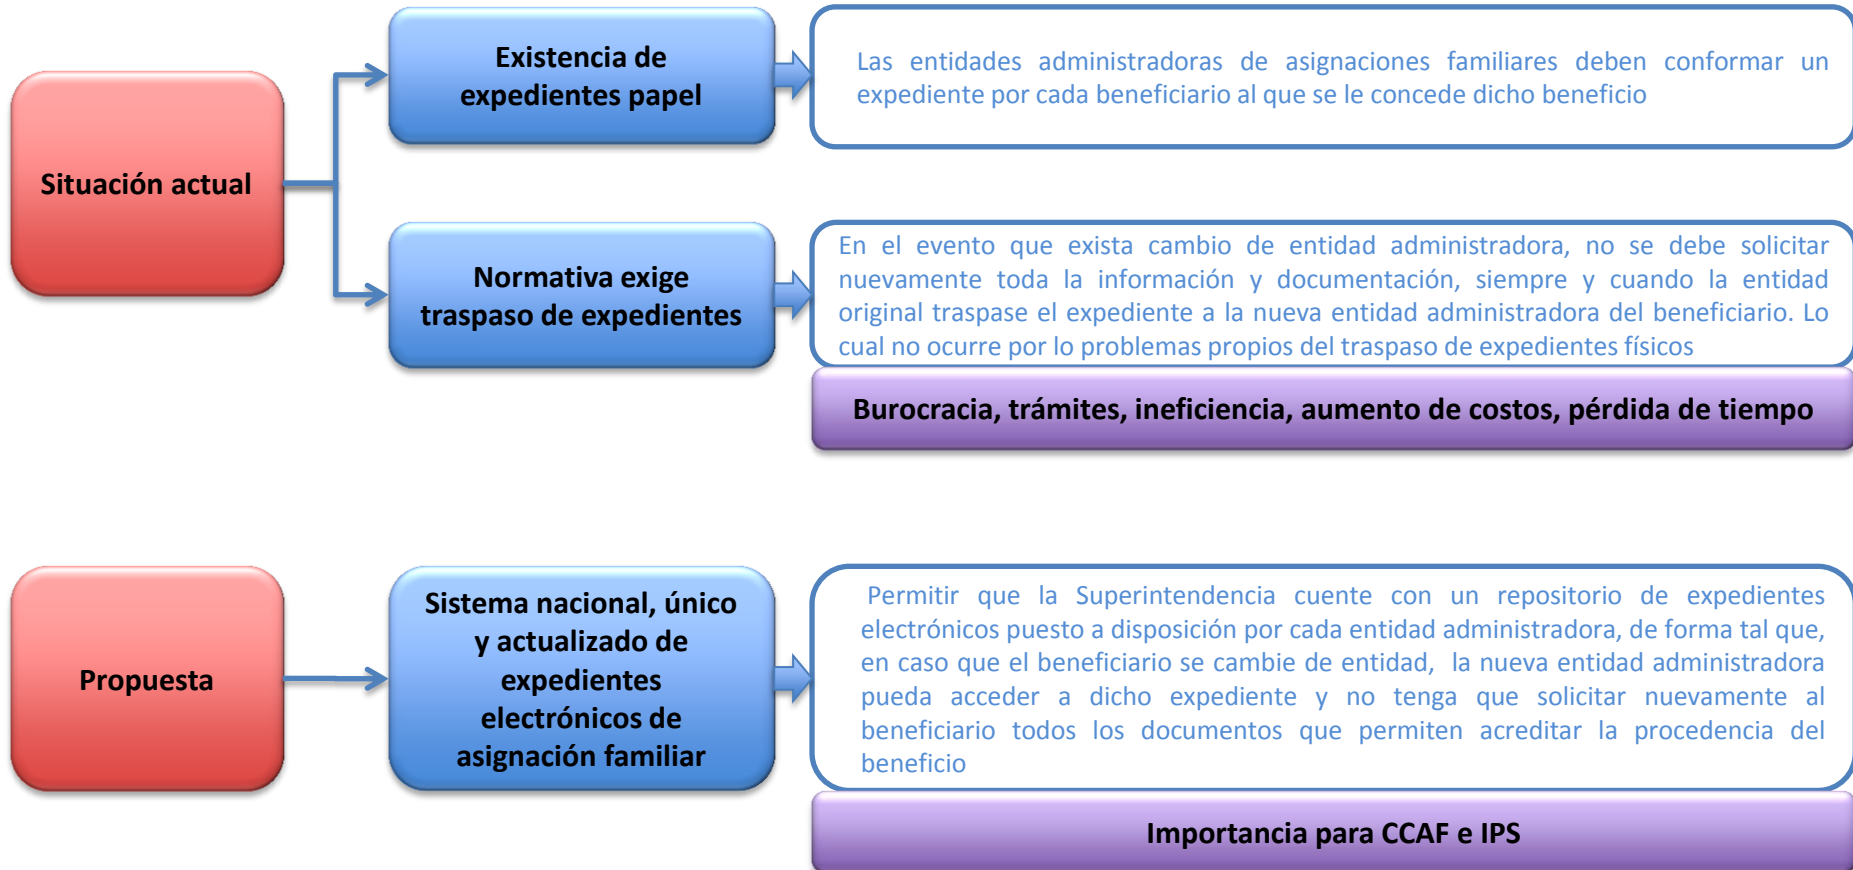 Situación actual
Existencia de
expedientes papel
Las entidades administradoras de asignaciones familiares deben conformar un
expediente por cada beneficiario al que se le concede dicho beneficio
Normativa exige
traspaso de expedientes
En el evento que exista cambio de entidad administradora, no se debe solicitar
nuevamente toda la información y documentación, siempre y cuando la entidad
original traspase el expediente a la nueva entidad administradora del beneficiario. Lo
cual no ocurre por lo problemas propios del traspaso de expedientes físicos
Burocracia, trámites, ineficiencia, aumento de costos, pérdida de tiempo
Propuesta
Sistema nacional, único
y actualizado de
expedientes
electrónicos de
asignación familiar
Permitir que la Superintendencia cuente con un repositorio de expedientes
electrónicos puesto a disposición por cada entidad administradora, de forma tal que,
en caso que el beneficiario se cambie de entidad, la nueva entidad administradora
pueda acceder a dicho expediente y no tenga que solicitar nuevamente al
beneficiario todos los documentos que permiten acreditar la procedencia del
beneficio
Importancia para CCAF e IPS